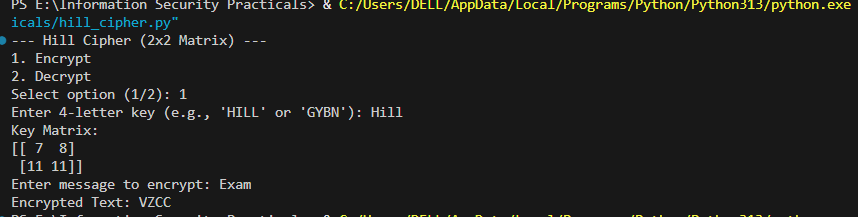 PS E:\Information Security Practicals> & C:/Users/DELL/AppData/Local/Programs/Python/Python313/python.exe
icals/hill_cipher.py"
--- Hill Cipher (2x2 Matrix) ---
1. Encrypt
2. Decrypt
Select option (1/2): 1
Enter 4-letter key (e.g., 'HILL' or 'GYBN'): Hill
Key Matrix:
[[ 7  8]
 [11 11]]
Enter message to encrypt: Exam
Encrypted Text: VZCC